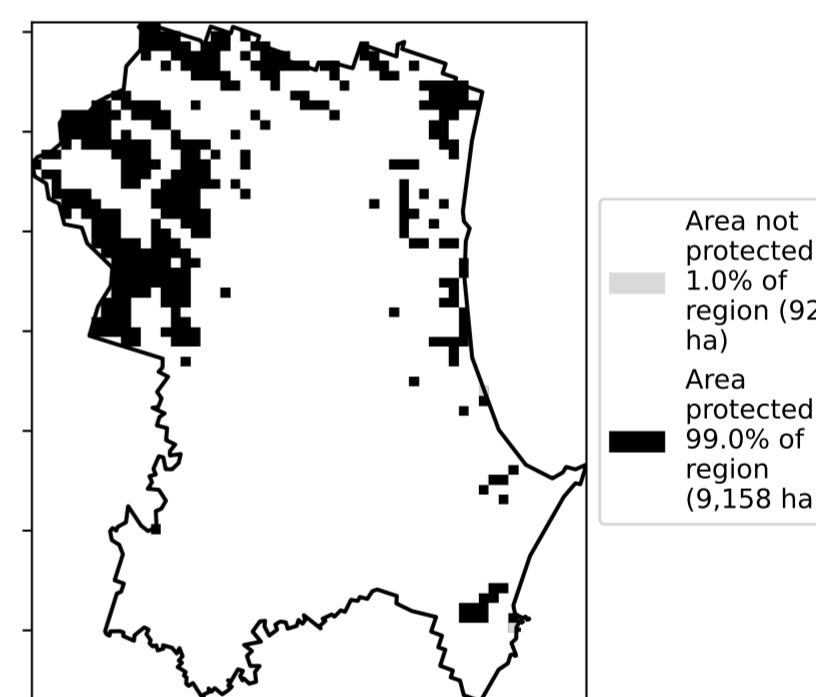 Area not
protected
1.0% of
region (92
ha)
Area
protected
99.0% of
region
(9,158 ha